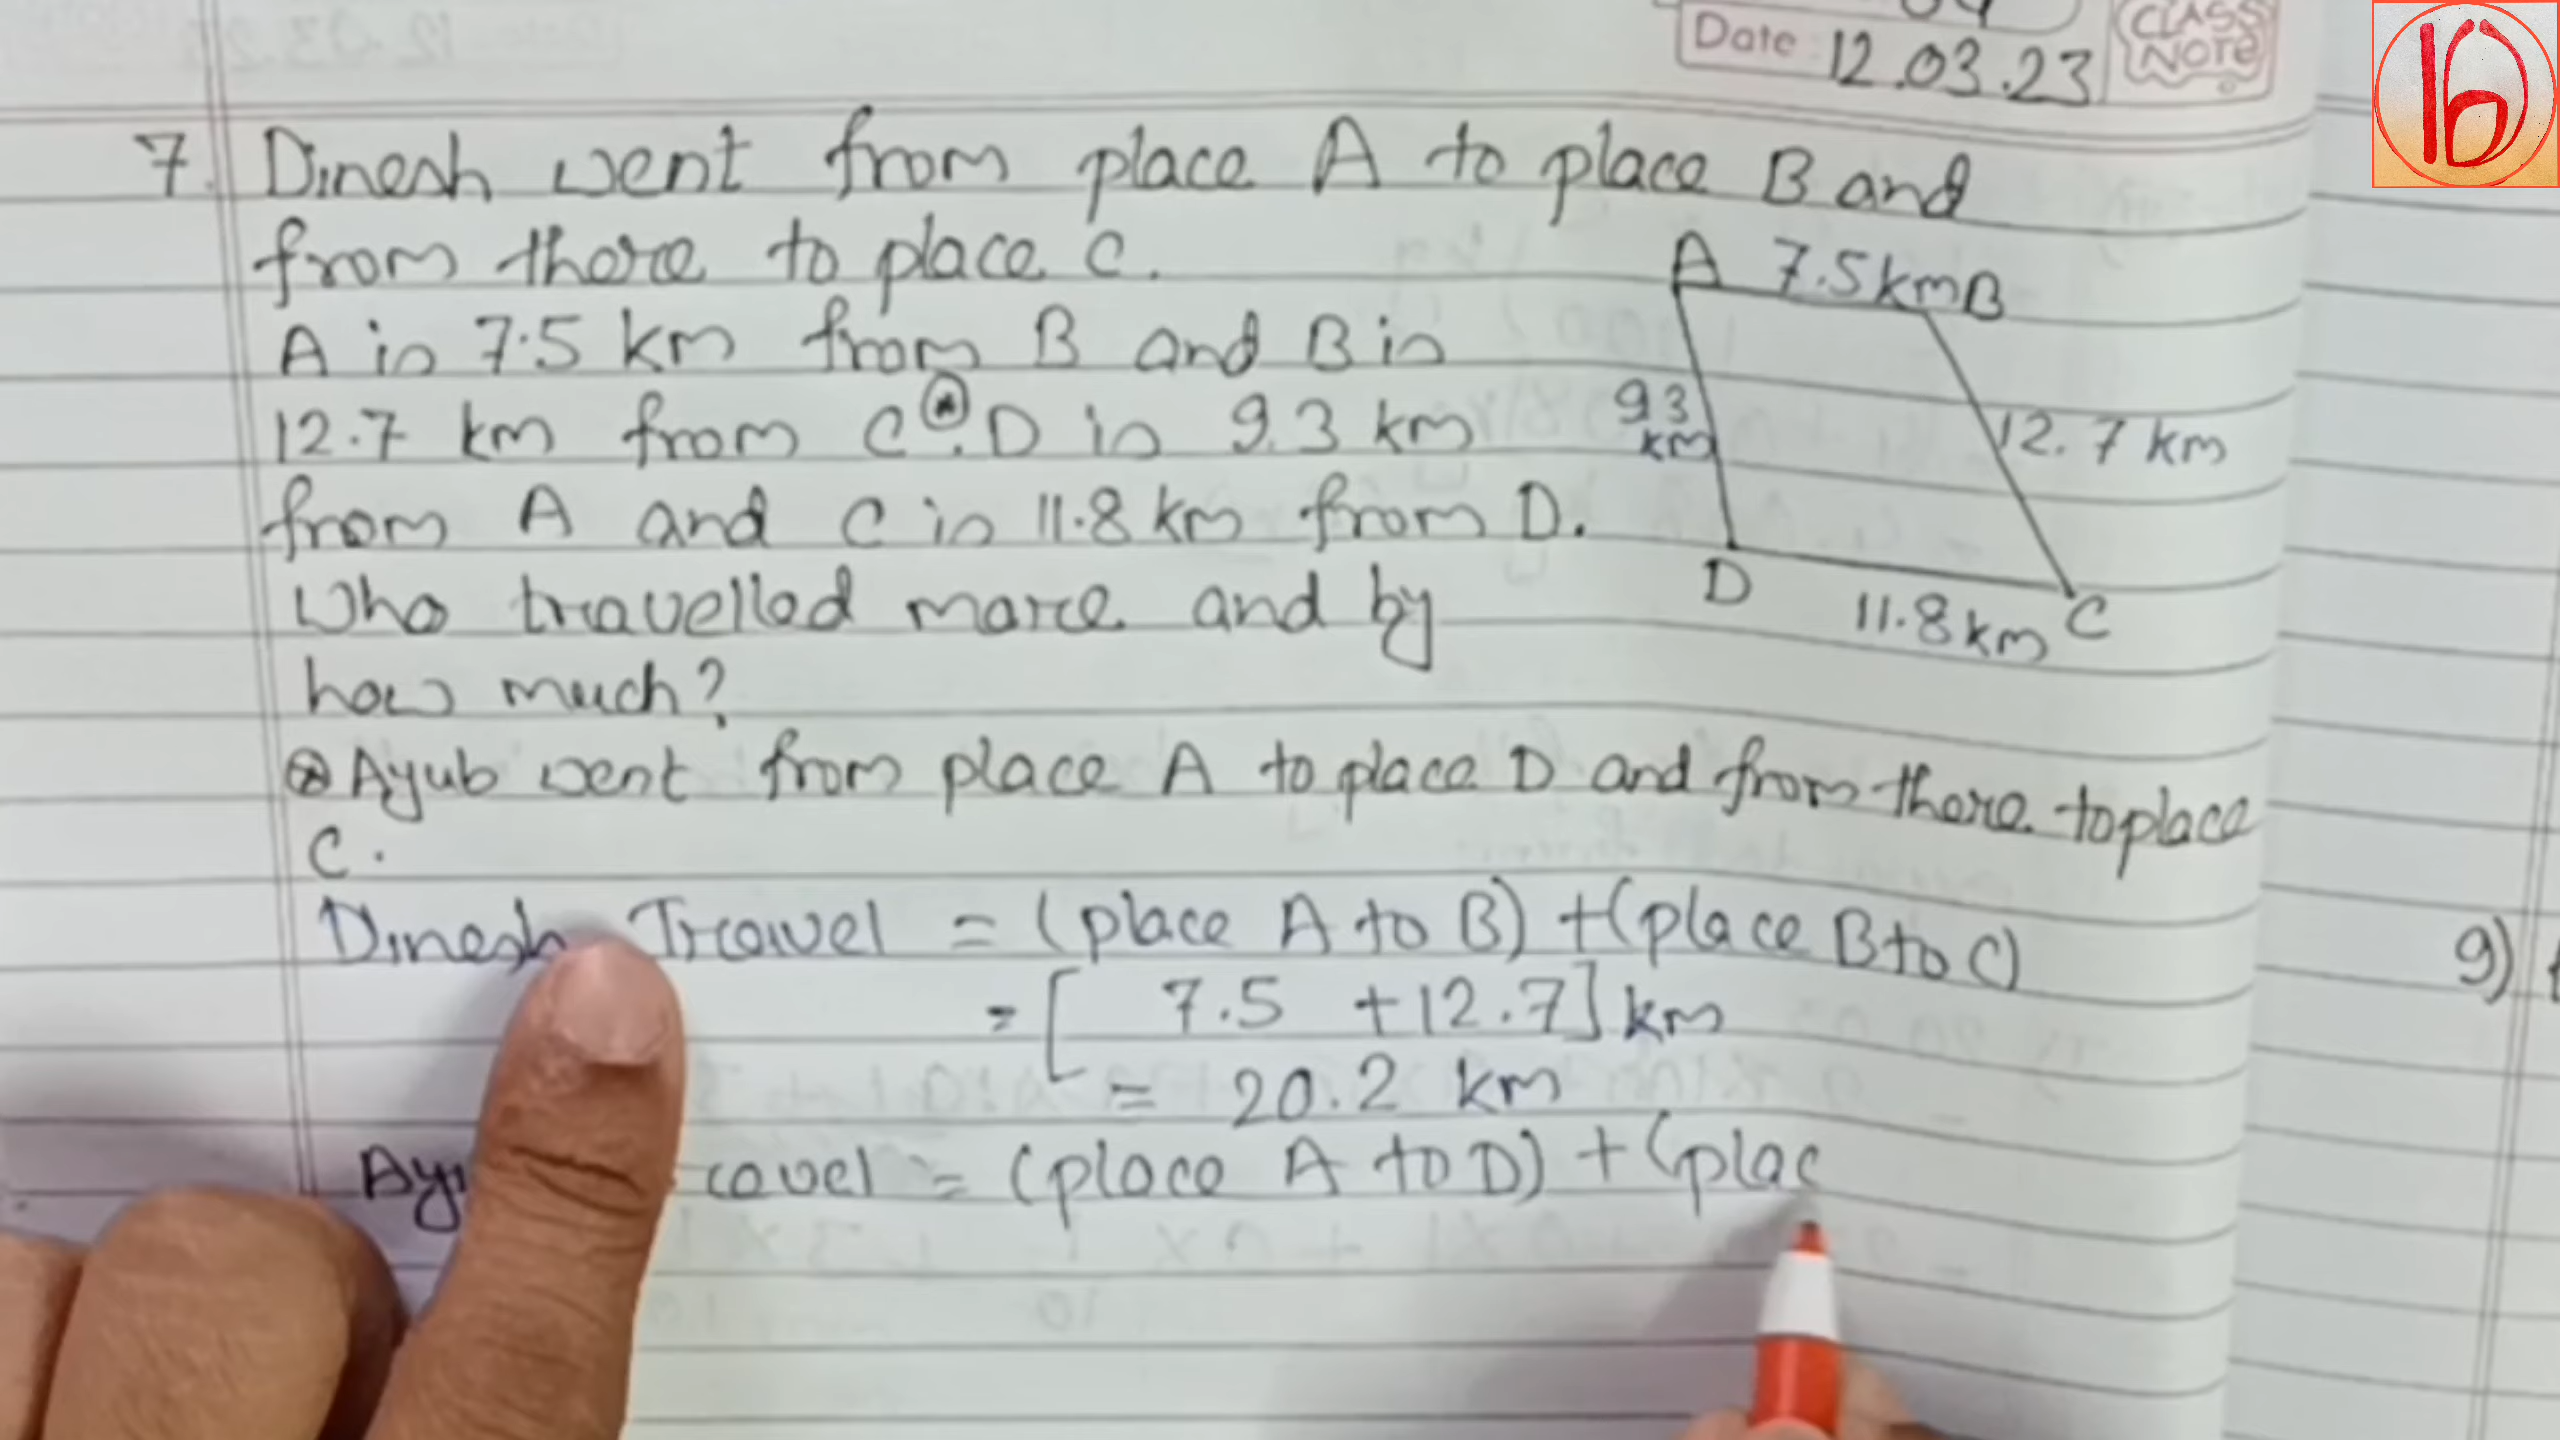 Date 12.03.23
CLASS
NOTE
7. Dinesh went from place A to place B and
from there to place C.
A is 7.5 km from B and B is
12.7 km from C. D is 9.3 km
from A and C is 11.8 km from D.
Who travelled more and by
how much?
A 7.5 km B
9.3
km
12.7 km
D
11.8 km C
Ayub went from place A to place D and from there to place
C.
Dinesh Travel = (place A to B) + (place B to C)
= [ 7.5 + 12.7] km
= 20.2 km
= (place A to D) + (plac
9)